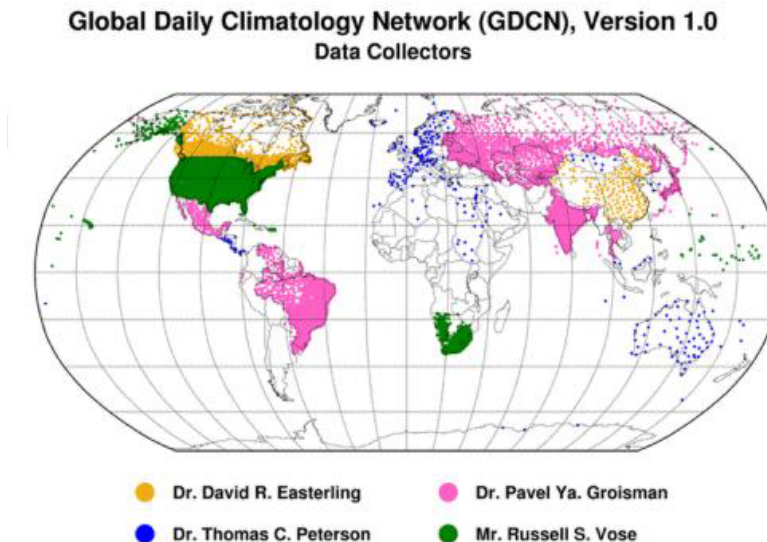 Global Daily Climatology Network (GDCN), Version 1.0
Data Collectors
Dr. David R. Easterling
Dr. Pavel Ya. Groisman
Dr. Thomas C. Peterson
Mr. Russell S. Vose